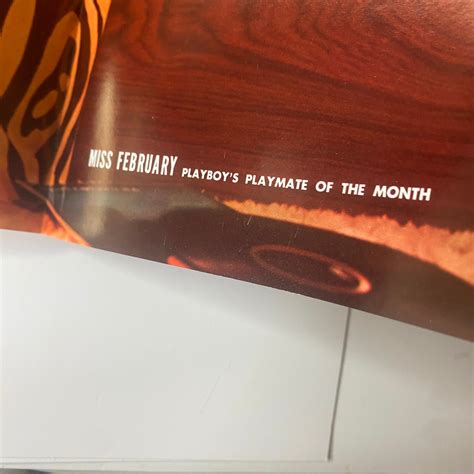 MISS FEBRUARY PLAYBOY'S PLAYMATE OF THE MONTH